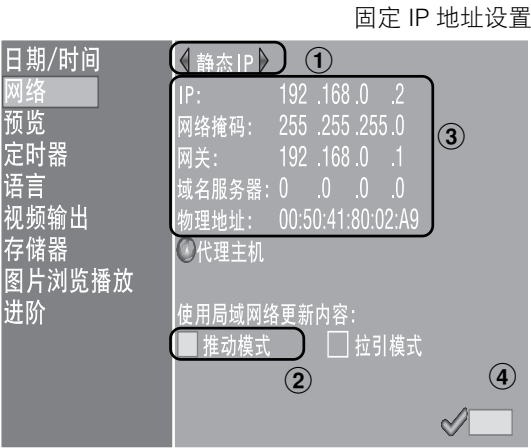 固定 IP 地址设置
日期/时间
网络
预览
定时器
语言
视频输出
存储器
图片浏览播放
进阶
静态IP ①
IP: 192 .168 .0 .2
网络掩码: 255 .255 .255.0
网关: 192 .168 .0 .1
域名服务器: 0 .0 .0 .0
物理地址: 00:50:41:80:02:A9
③
代理主机
使用局域网络更新内容:
推动模式 拉引模式
② ④